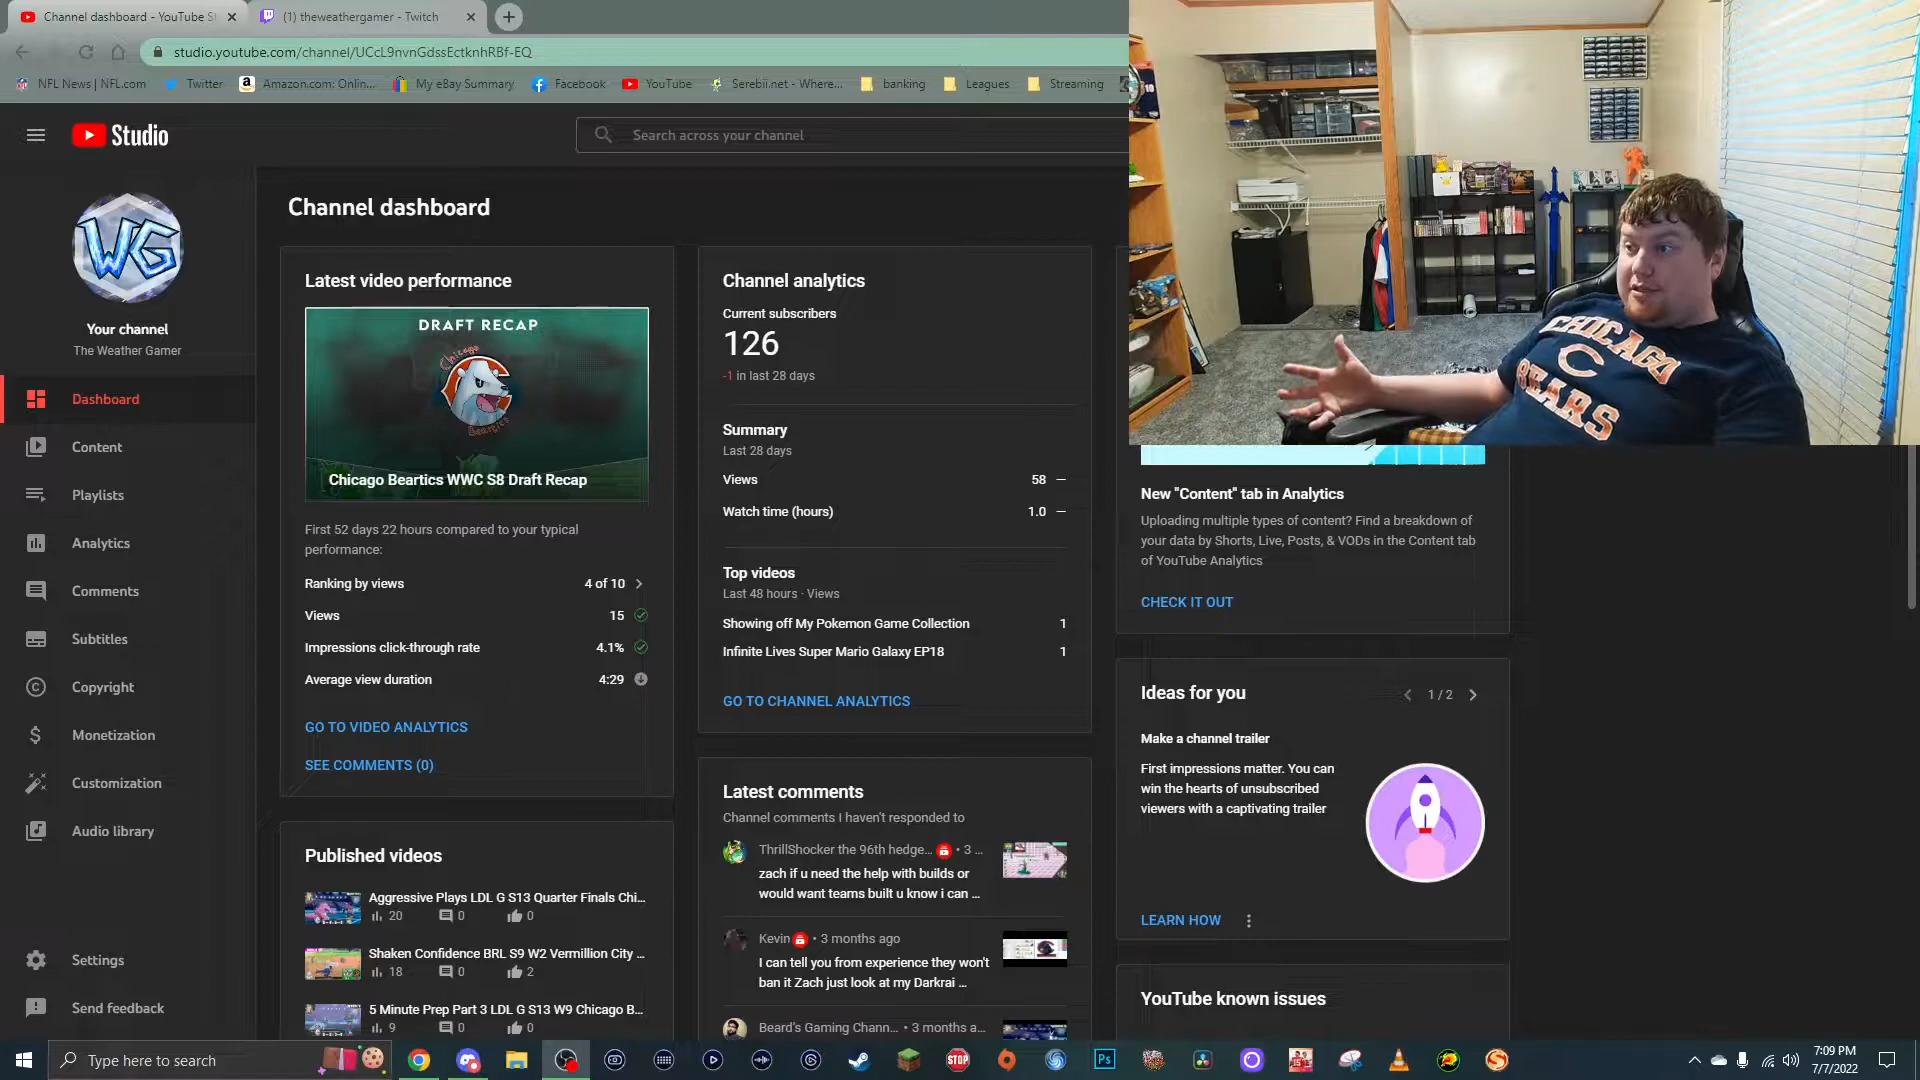 Channel dashboard - YouTube St
(1) theweathergamer - Twitch
studio.youtube.com/channel/UCcL9nvnGdssEctknhRBf-EQ
NFL News | NFL.com
Twitter
Amazon.com: Onlin...
My eBay Summary
Facebook
YouTube
Serebii.net - Where...
banking
Leagues
Streaming
Studio
Search across your channel
WG
Your channel
The Weather Gamer
Dashboard
Content
Playlists
Analytics
Comments
Subtitles
Copyright
Monetization
Customization
Audio library
Settings
Send feedback
Channel dashboard
Latest video performance
DRAFT RECAP
Chicago
Beartics
Chicago Beartics WWC S8 Draft Recap
First 52 days 22 hours compared to your typical
performance:
Ranking by views 4 of 10
Views 15
Impressions click-through rate 4.1%
Average view duration 4:29
GO TO VIDEO ANALYTICS
SEE COMMENTS (0)
Published videos
Aggressive Plays LDL G S13 Quarter Finals Chi...
20 0 0
Shaken Confidence BRL S9 W2 Vermillion City ...
18 0 2
5 Minute Prep Part 3 LDL G S13 W9 Chicago B...
9 0 0
Channel analytics
Current subscribers
126
-1 in last 28 days
Summary
Last 28 days
Views 58 —
Watch time (hours) 1.0 —
Top videos
Last 48 hours · Views
Showing off My Pokemon Game Collection 1
Infinite Lives Super Mario Galaxy EP18 1
GO TO CHANNEL ANALYTICS
Latest comments
Channel comments I haven't responded to
ThrillShocker the 96th hedge... • 3 ...
zach if u need the help with builds or
would want teams built u know i can ...
Kevin • 3 months ago
I can tell you from experience they won't
ban it Zach just look at my Darkrai ...
Beard's Gaming Chann... • 3 months a...
CHICAGO
C
BEARS
New "Content" tab in Analytics
Uploading multiple types of content? Find a breakdown of
your data by Shorts, Live, Posts, & VODs in the Content tab
of YouTube Analytics
CHECK IT OUT
Ideas for you
1 / 2
Make a channel trailer
First impressions matter. You can
win the hearts of unsubscribed
viewers with a captivating trailer
LEARN HOW
YouTube known issues
Type here to search
STOP
Ps
7:09 PM
7/7/2022